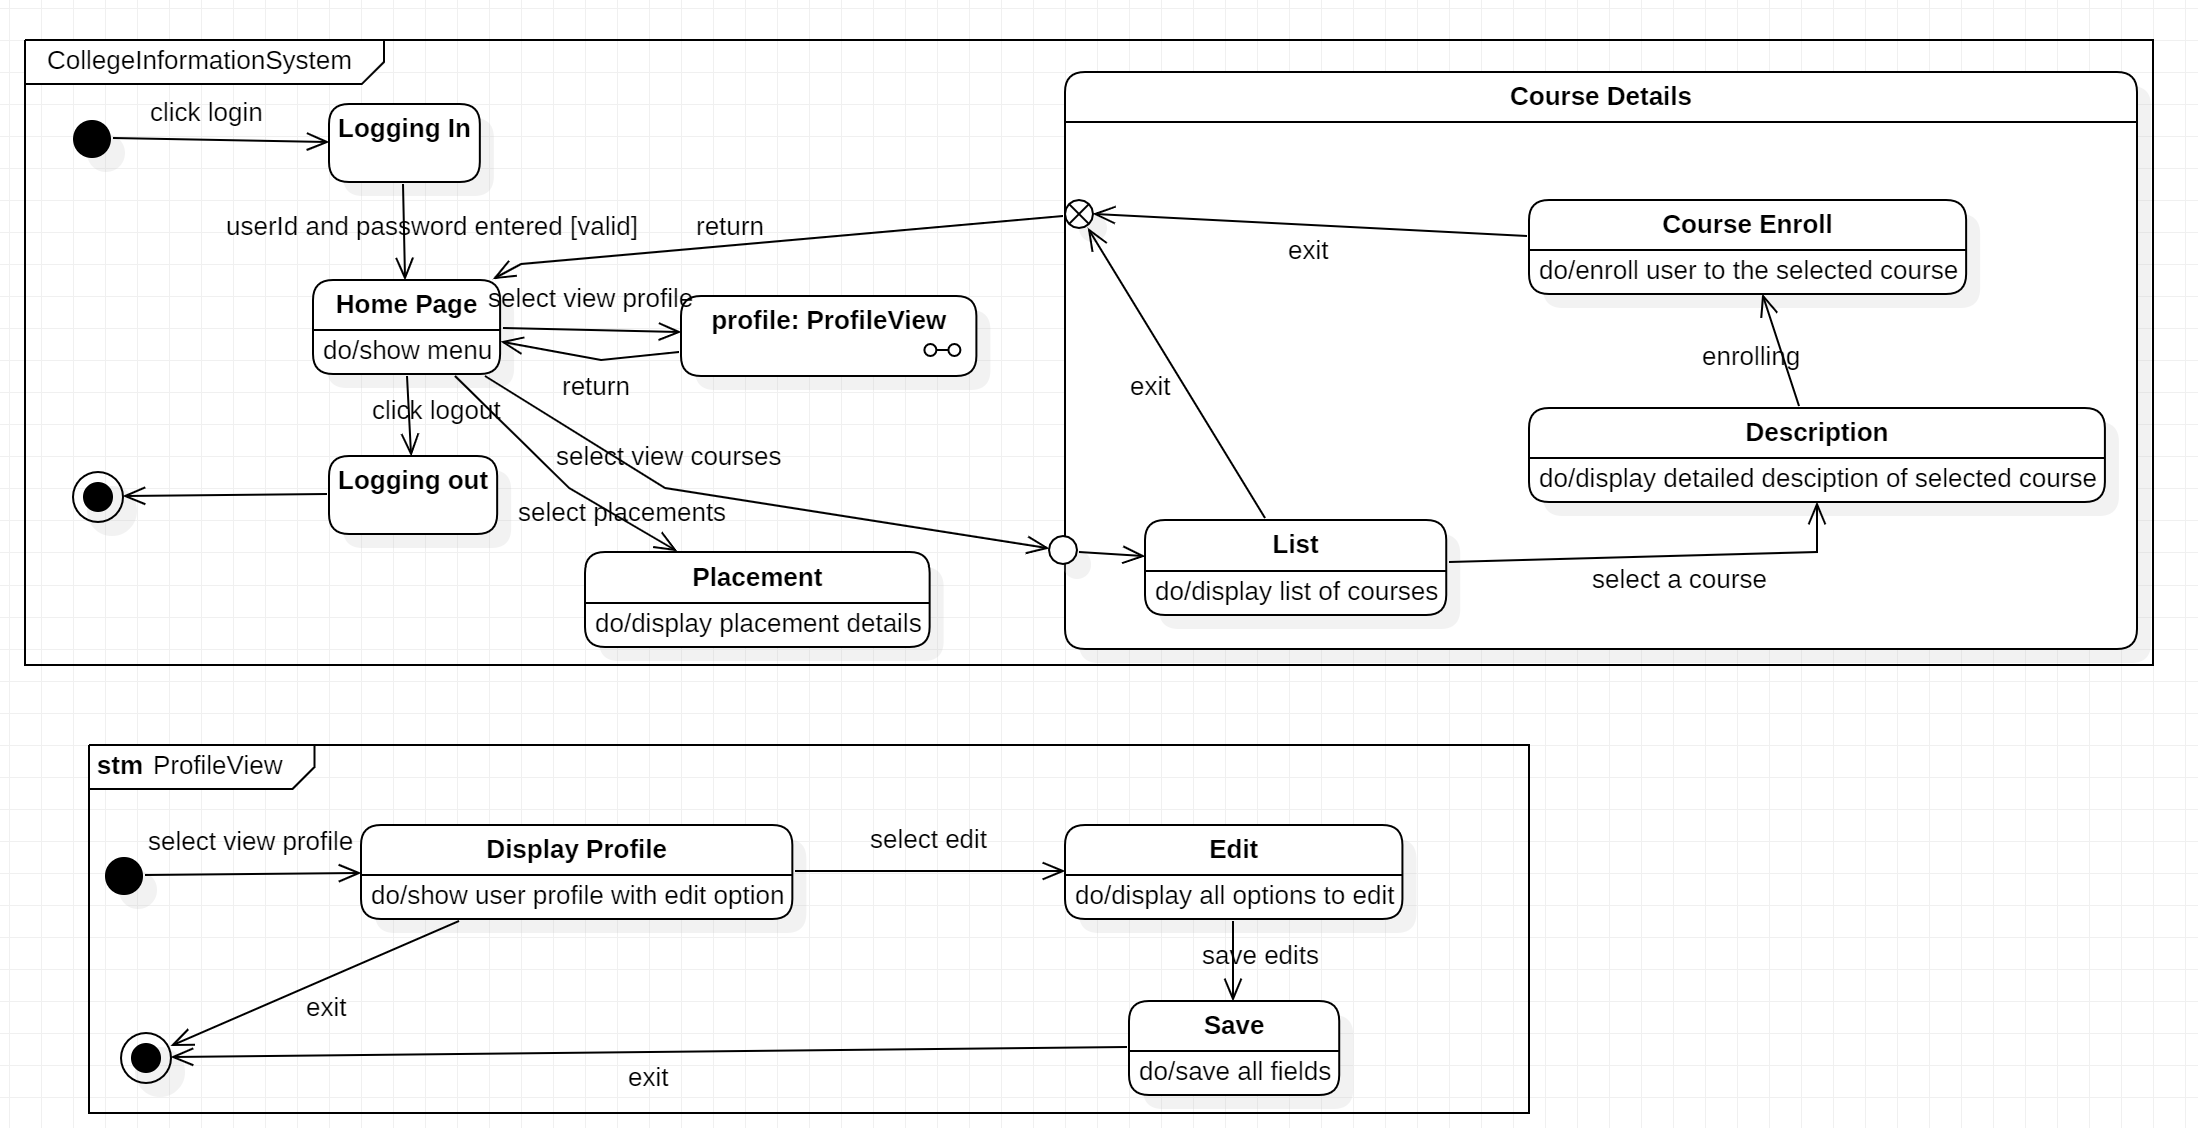 CollegeInformationSystem
Course Details
click login
Logging In
userId and password entered [valid]
return
exit
Course Enroll
do/enroll user to the selected course
Home Page
do/show menu
select view profile
profile: ProfileView
return
enrolling
exit
click logout
Description
do/display detailed desciption of selected course
select view courses
Logging out
select placements
List
do/display list of courses
select a course
Placement
do/display placement details
stm ProfileView
select view profile
Display Profile
do/show user profile with edit option
select edit
Edit
do/display all options to edit
save edits
exit
Save
do/save all fields
exit